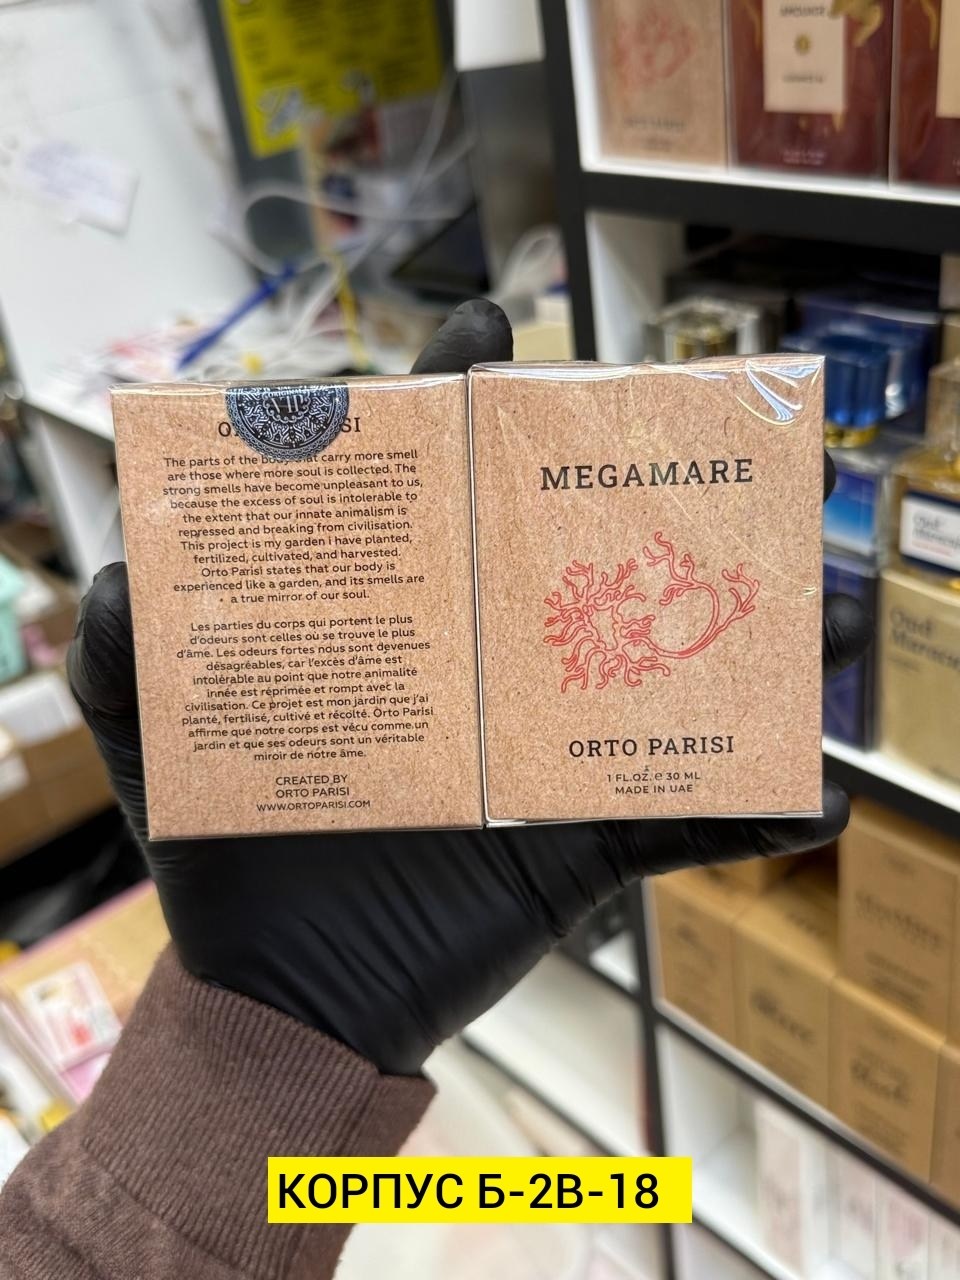 VIP
The parts of the body that carry more smell
are those where more soul is collected. The
strong smells have become unpleasant to us,
because the excess of soul is intolerable to
the extent that our innate animalism is
repressed and breaking from civilisation.
This project is my garden i have planted,
fertilized, cultivated, and harvested.
Orto Parisi states that our body is
experienced like a garden, and its smells are
a true mirror of our soul.
Les parties du corps qui portent le plus
d'odeurs sont celles où se trouve le plus
d'âme. Les odeurs fortes nous sont devenues
désagréables, car l'excès d'âme est
intolérable au point que notre animalité
innée est réprimée et rompt avec la
civilisation. Ce projet est mon jardin que j'ai
planté, fertilisé, cultivé et récolté. Orto Parisi
affirme que notre corps est vécu comme un
jardin et que ses odeurs sont un véritable
miroir de notre âme.
CREATED BY
ORTO PARISI
WWW.ORTOPARISI.COM
MEGAMARE
ORTO PARISI
1 FL.OZ. e 30 ML
MADE IN UAE
КОРПУС Б-2В-18